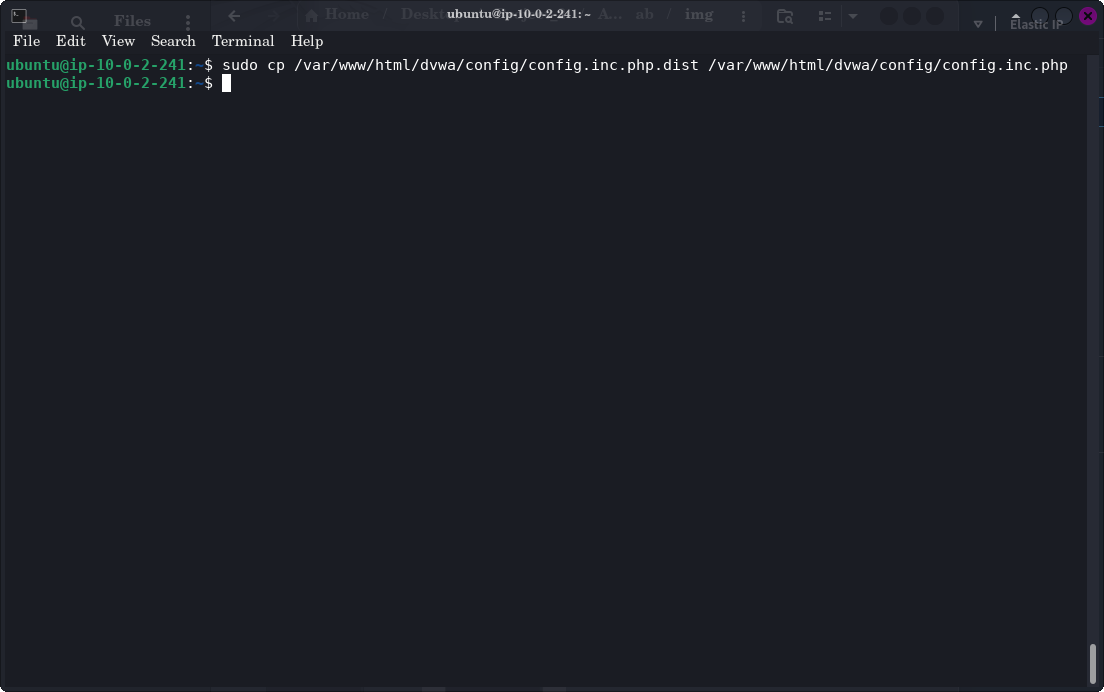 Files Home / Deskt ubuntu@ip-10-0-2-241: ~ A... ab / img Elastic IP
File Edit View Search Terminal Help
ubuntu@ip-10-0-2-241:~$ sudo cp /var/www/html/dvwa/config/config.inc.php.dist /var/www/html/dvwa/config/config.inc.php
ubuntu@ip-10-0-2-241:~$